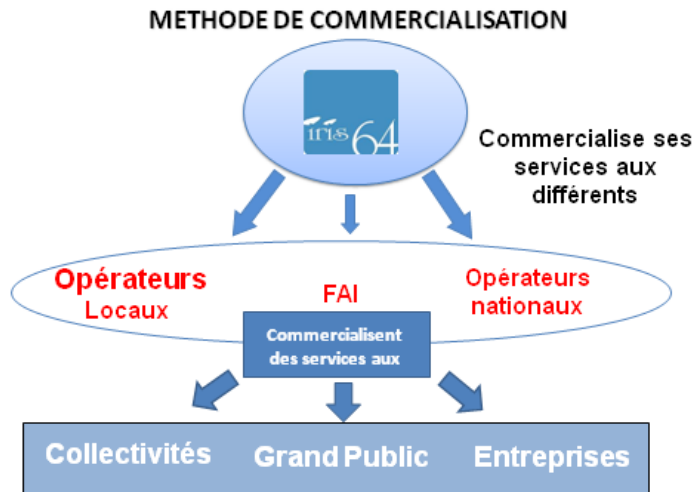 METHODE DE COMMERCIALISATION
iris 64
Commercialise ses
services aux
différents
Opérateurs
Locaux
FAI
Opérateurs
nationaux
Commercialisent
des services aux
Collectivités
Grand Public
Entreprises